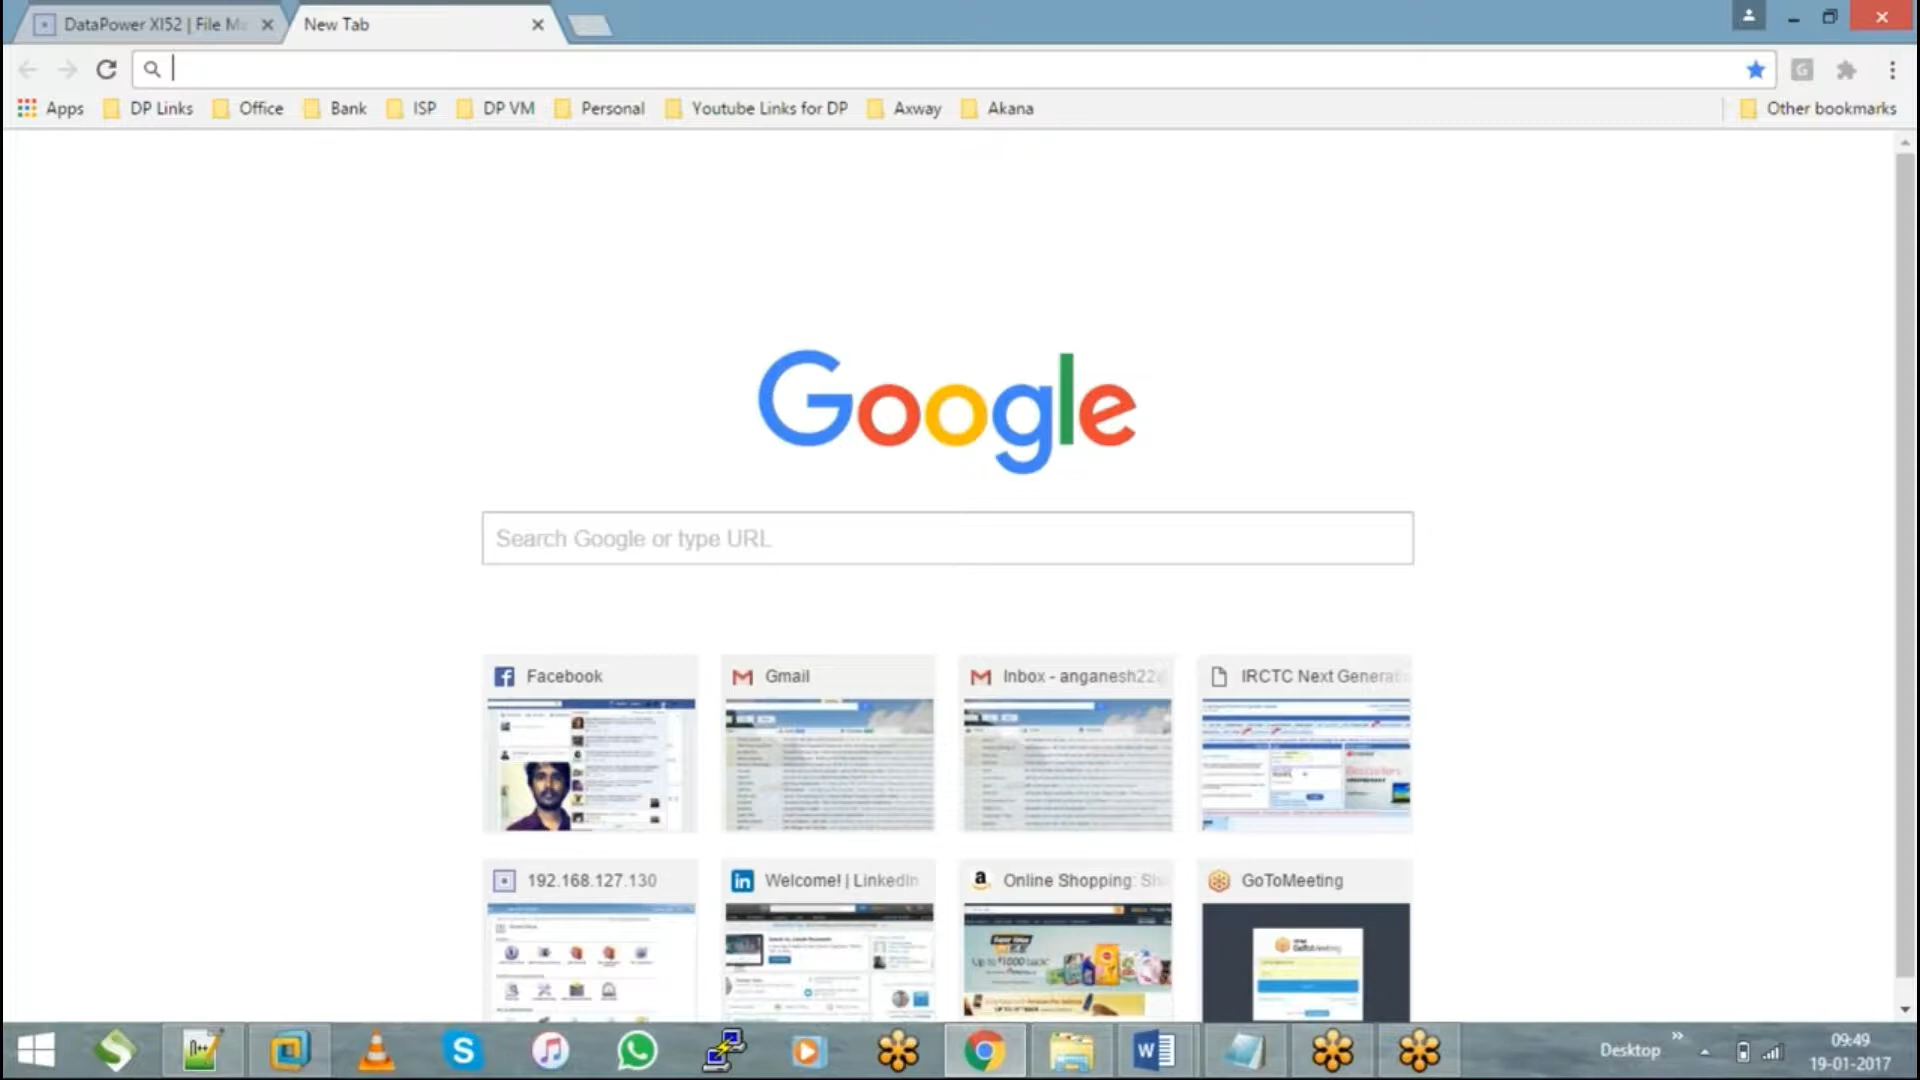 DataPower XI52 | File Ma
New Tab
Apps DP Links Office Bank ISP DP VM Personal Youtube Links for DP Axway Akana Other bookmarks
Google
Search Google or type URL
Facebook Gmail Inbox - anganesh22@ IRCTC Next Generati
192.168.127.130 Welcome! | LinkedIn Online Shopping: Sh GoToMeeting
Desktop
09:49
19-01-2017